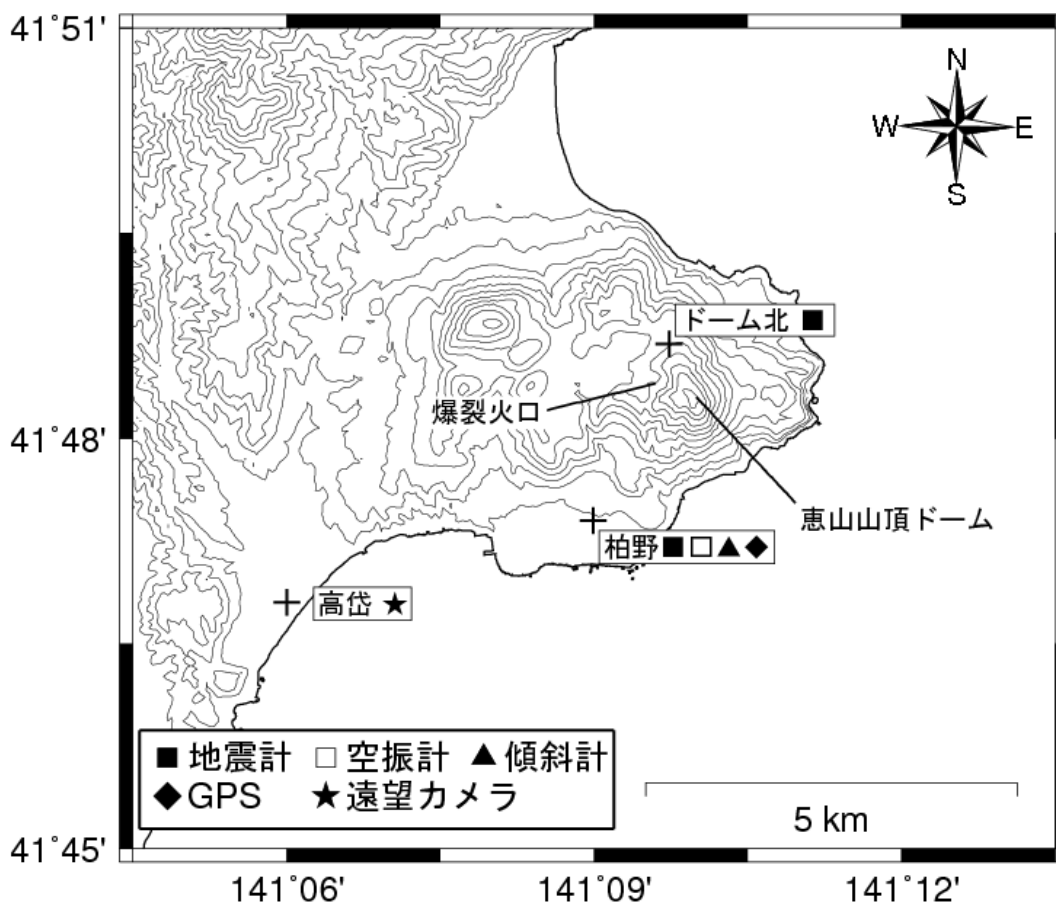 41˚51'
N
W E
S
ドーム北 ■
爆裂火口
41˚48'
恵山山頂ドーム
柏野■□▲◆
高岱 ★
■ 地震計 □ 空振計 ▲ 傾斜計
◆ GPS ★ 遠望カメラ
5 km
41˚45'
141˚06' 141˚09' 141˚12'